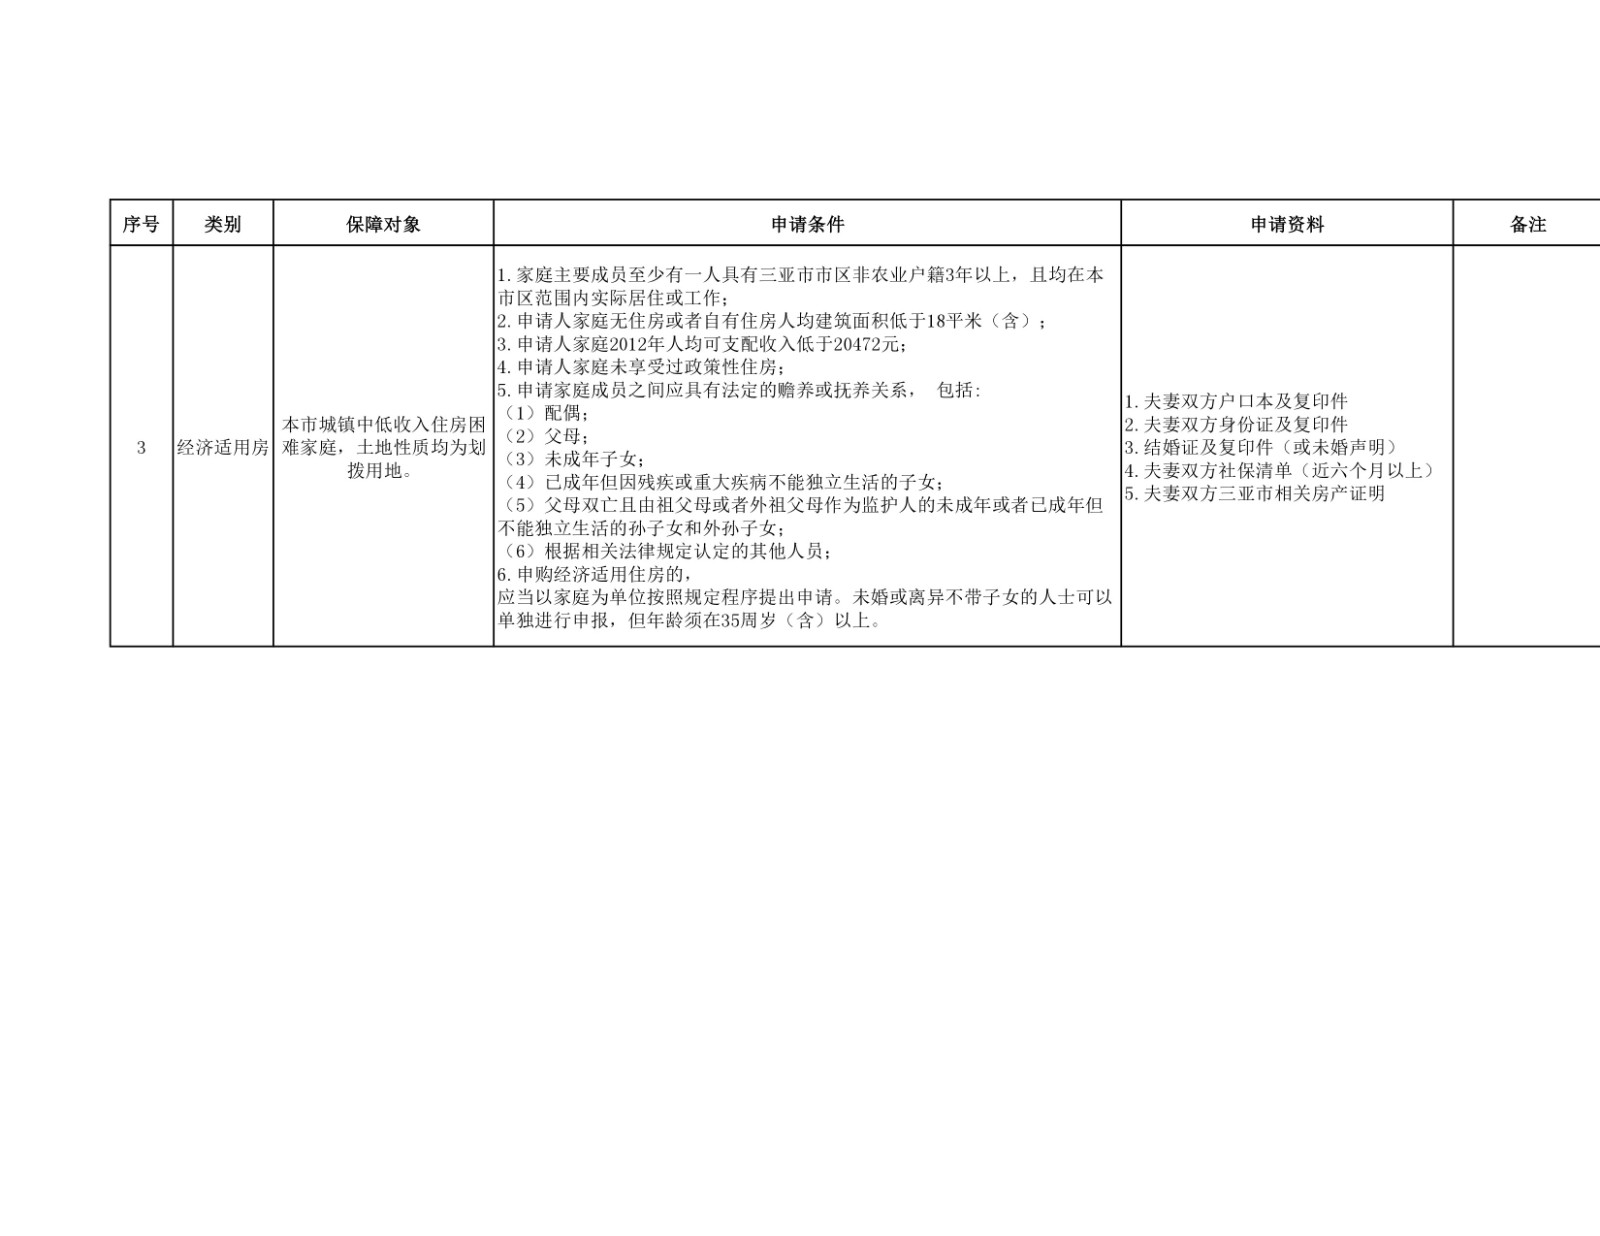 序号
类别
保障对象
申请条件
申请资料
备注
3
经济适用房
本市城镇中低收入住房困
难家庭，土地性质均为划
拨用地。
1.家庭主要成员至少有一人具有三亚市市区非农业户籍3年以上，且均在本
市区范围内实际居住或工作；
2.申请人家庭无住房或者自有住房人均建筑面积低于18平米（含）；
3.申请人家庭2012年人均可支配收入低于20472元；
4.申请人家庭未享受过政策性住房；
5.申请家庭成员之间应具有法定的赡养或抚养关系， 包括：
（1）配偶；
（2）父母；
（3）未成年子女；
（4）已成年但因残疾或重大疾病不能独立生活的子女；
（5）父母双亡且由祖父母或者外祖父母作为监护人的未成年或者已成年但
不能独立生活的孙子女和外孙子女；
（6）根据相关法律规定认定的其他人员；
6.申购经济适用住房的，
应当以家庭为单位按照规定程序提出申请。未婚或离异不带子女的人士可以
单独进行申报，但年龄须在35周岁（含）以上。
1.夫妻双方户口本及复印件
2.夫妻双方身份证及复印件
3.结婚证及复印件（或未婚声明）
4.夫妻双方社保清单（近六个月以上）
5.夫妻双方三亚市相关房产证明